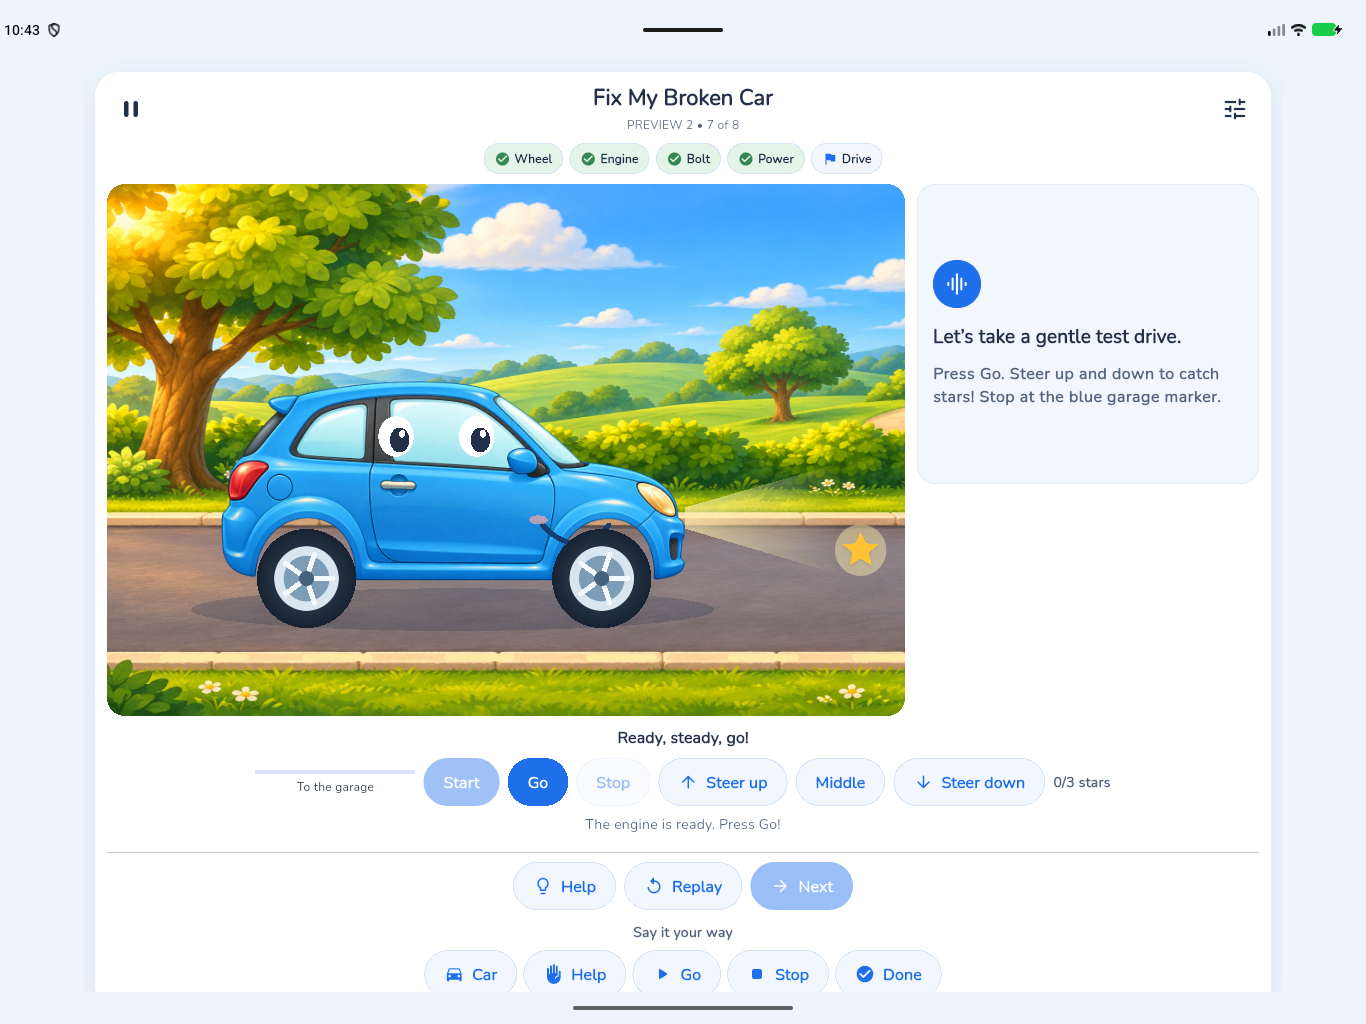 10:43
Fix My Broken Car
PREVIEW 2 • 7 of 8
Wheel Engine Bolt Power Drive
Let’s take a gentle test drive.
Press Go. Steer up and down to catch
stars! Stop at the blue garage marker.
Ready, steady, go!
To the garage
Start Go Stop Steer up Middle Steer down 0/3 stars
The engine is ready. Press Go!
Help Replay Next
Say it your way
Car Help Go Stop Done